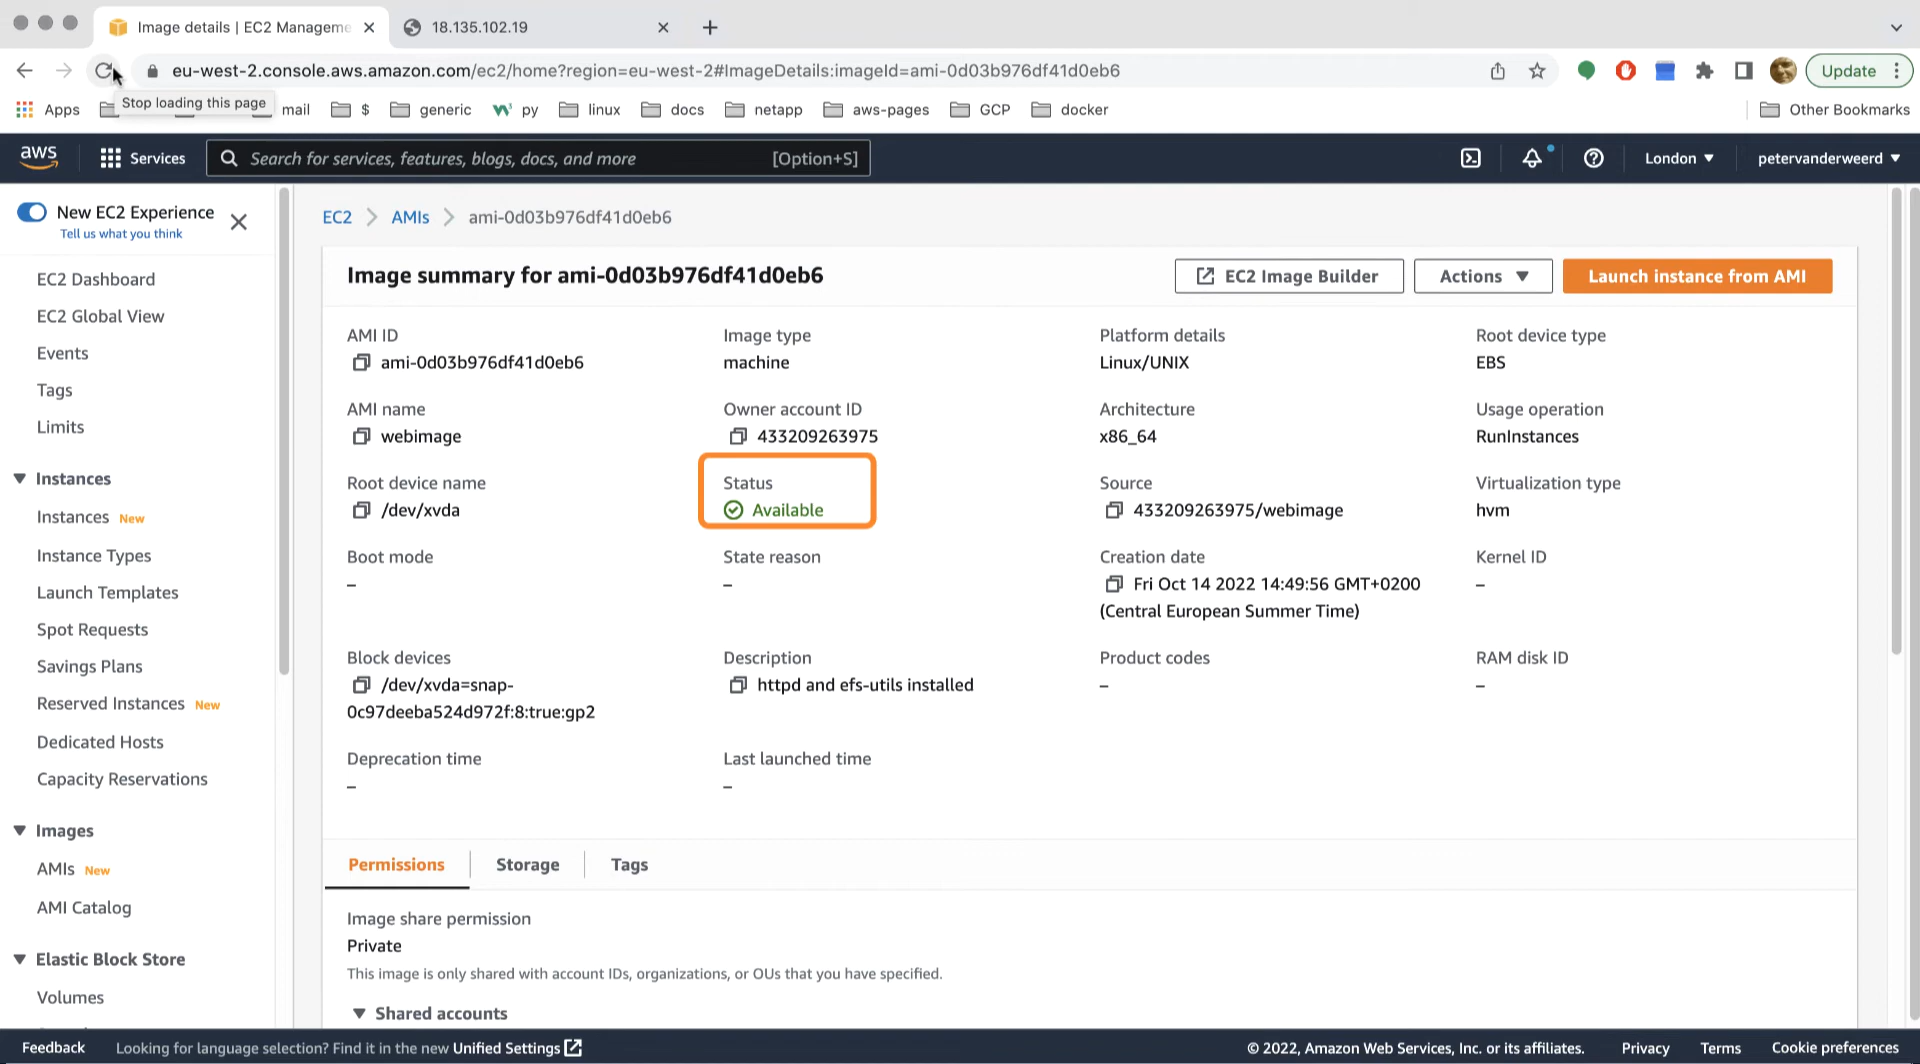 Image details | EC2 Manageme
18.135.102.19
eu-west-2.console.aws.amazon.com/ec2/home?region=eu-west-2#ImageDetails:imageId=ami-0d03b976df41d0eb6
Update
Apps
Stop loading this page
mail
$
generic
py
linux
docs
netapp
aws-pages
GCP
docker
Other Bookmarks
aws
Services
Search for services, features, blogs, docs, and more
[Option+S]
London
petervanderweerd
New EC2 Experience
Tell us what you think
EC2 Dashboard
EC2 Global View
Events
Tags
Limits
Instances
Instances New
Instance Types
Launch Templates
Spot Requests
Savings Plans
Reserved Instances New
Dedicated Hosts
Capacity Reservations
Images
AMIs New
AMI Catalog
Elastic Block Store
Volumes
EC2 > AMIs > ami-0d03b976df41d0eb6
Image summary for ami-0d03b976df41d0eb6
EC2 Image Builder
Actions
Launch instance from AMI
AMI ID
ami-0d03b976df41d0eb6
Image type
machine
Platform details
Linux/UNIX
Root device type
EBS
AMI name
webimage
Owner account ID
433209263975
Architecture
x86_64
Usage operation
RunInstances
Root device name
/dev/xvda
Status
Available
Source
433209263975/webimage
Virtualization type
hvm
Boot mode
–
State reason
–
Creation date
Fri Oct 14 2022 14:49:56 GMT+0200
(Central European Summer Time)
Kernel ID
–
Block devices
/dev/xvda=snap-
0c97deeba524d972f:8:true:gp2
Description
httpd and efs-utils installed
Product codes
–
RAM disk ID
–
Deprecation time
–
Last launched time
–
Permissions
Storage
Tags
Image share permission
Private
This image is only shared with account IDs, organizations, or OUs that you have specified.
Shared accounts
Feedback
Looking for language selection? Find it in the new Unified Settings
© 2022, Amazon Web Services, Inc. or its affiliates.
Privacy
Terms
Cookie preferences